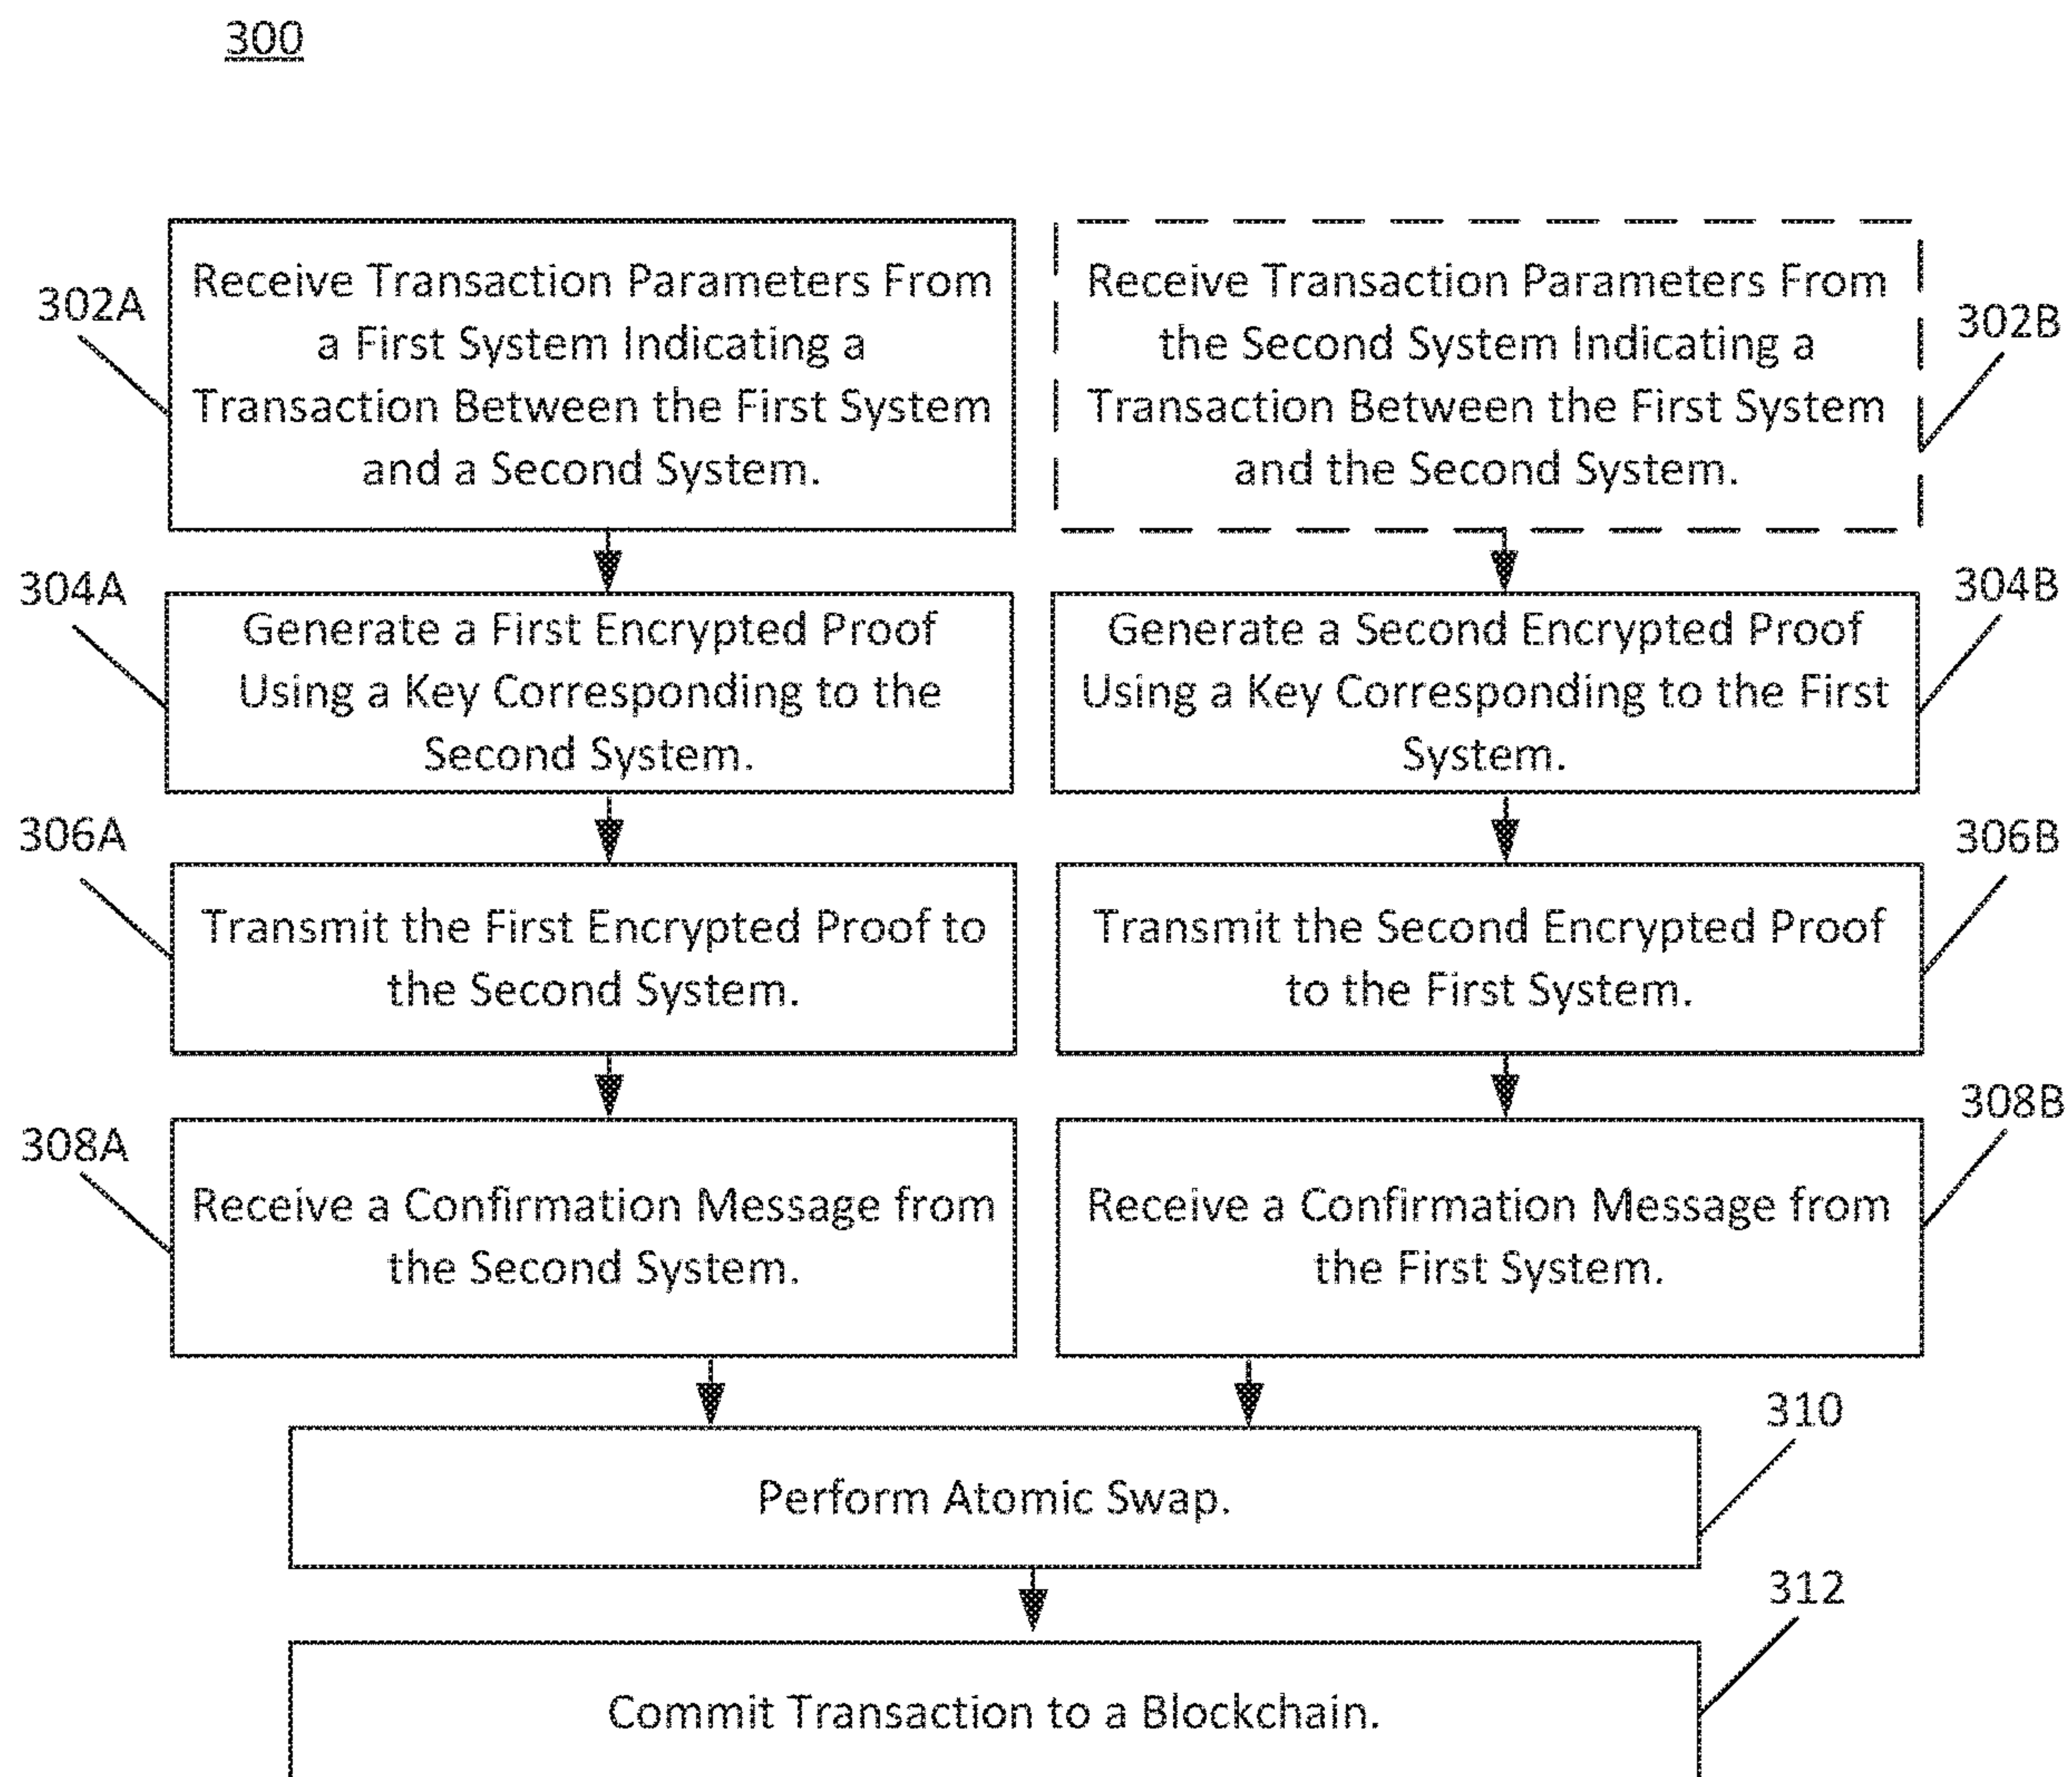 300
302A
Receive Transaction Parameters From
a First System Indicating a
Transaction Between the First System
and a Second System.
Receive Transaction Parameters From
the Second System Indicating a
Transaction Between the First System
and the Second System.
302B
304A
Generate a First Encrypted Proof
Using a Key Corresponding to the
Second System.
Generate a Second Encrypted Proof
Using a Key Corresponding to the First
System.
304B
306A
Transmit the First Encrypted Proof to
the Second System.
Transmit the Second Encrypted Proof
to the First System.
306B
308A
Receive a Confirmation Message from
the Second System.
Receive a Confirmation Message from
the First System.
308B
310
Perform Atomic Swap.
312
Commit Transaction to a Blockchain.